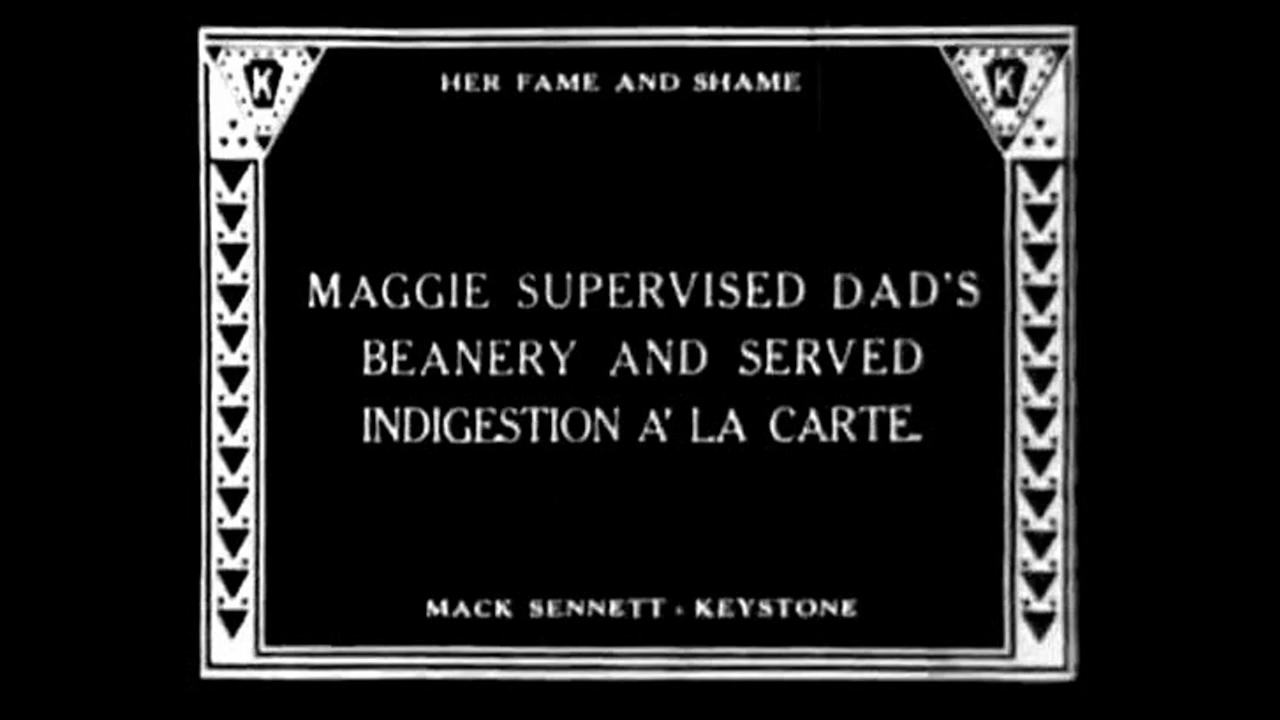 K K
HER FAME AND SHAME
MAGGIE SUPERVISED DAD'S
BEANERY AND SERVED
INDIGESTION A' LA CARTE.
MACK SENNETT · KEYSTONE